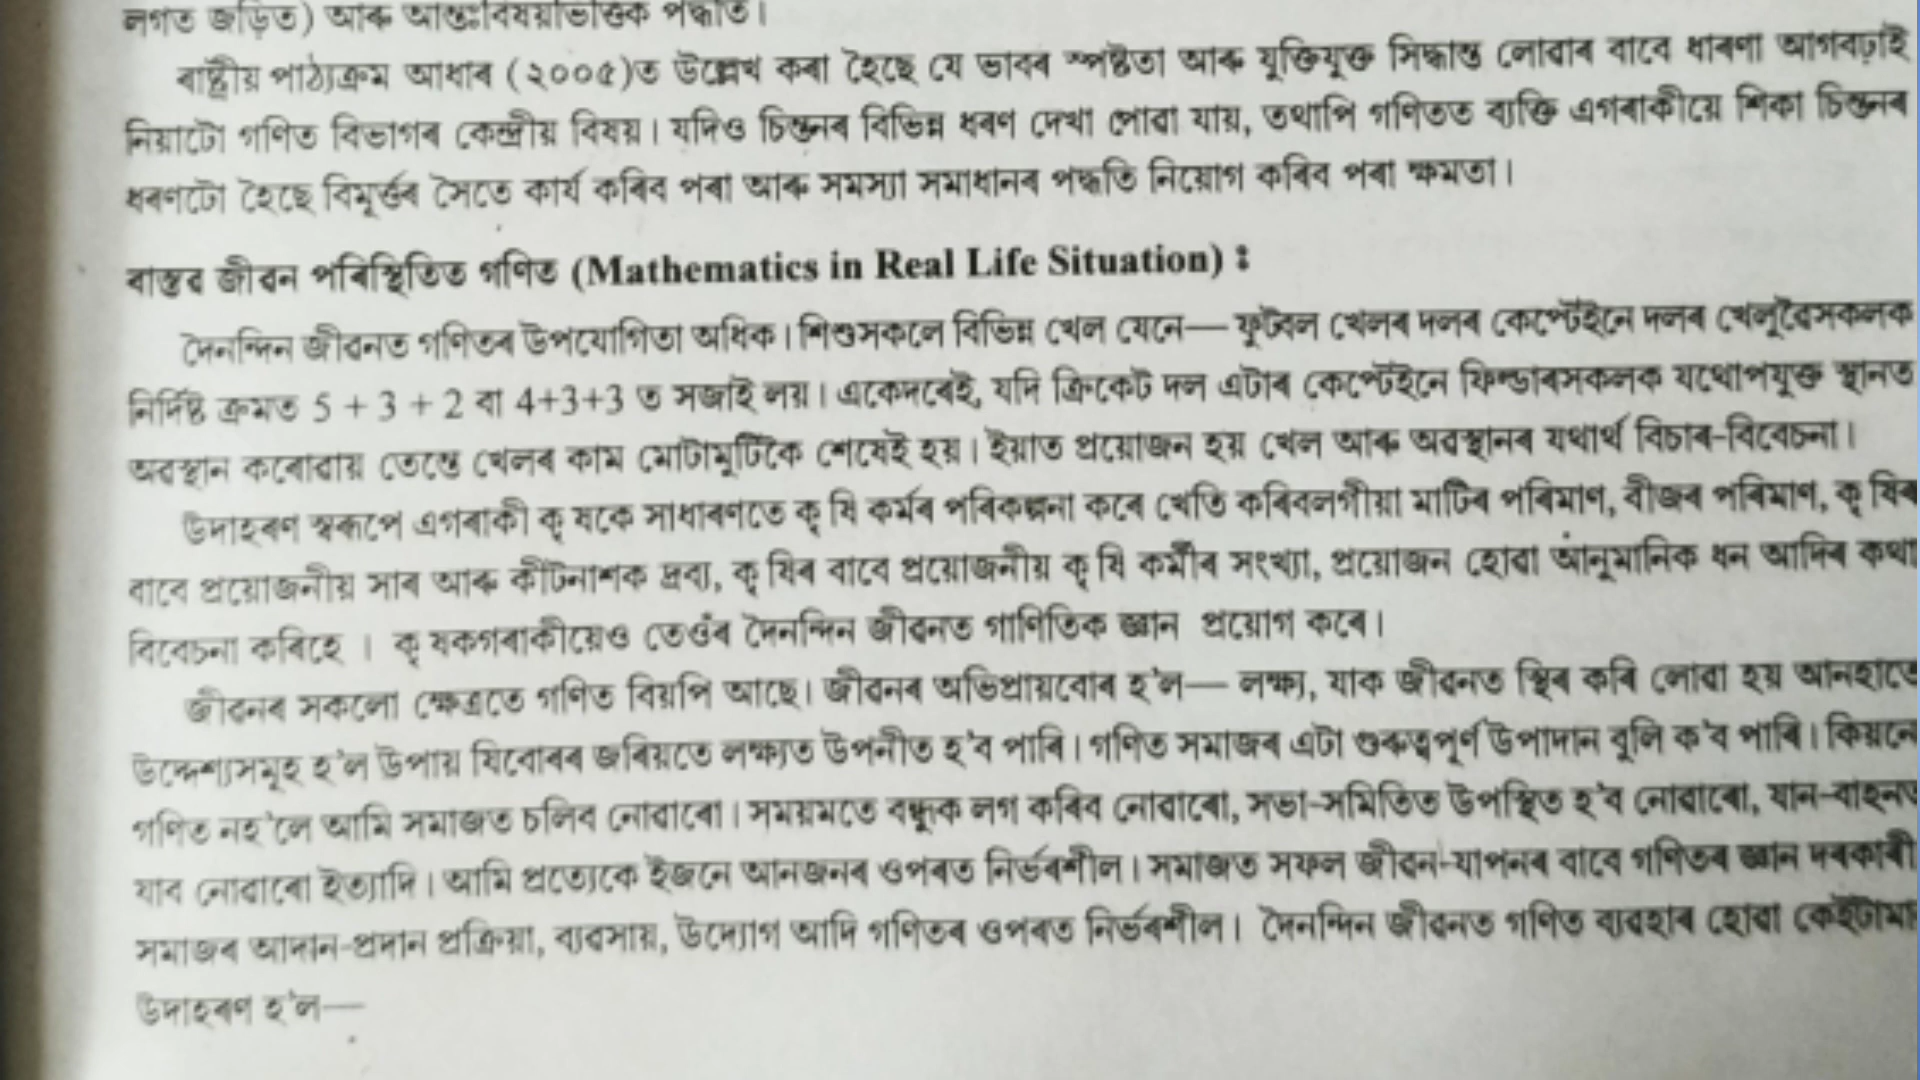 লগত জড়িত) আৰু আন্তঃবিষয়ভিত্তিক পদ্ধতি।
ৰাষ্ট্ৰীয় পাঠ্যক্ৰম আধাৰ (২০০৫)ত উল্লেখ কৰা হৈছে যে ভাবৰ স্পষ্টতা আৰু যুক্তিযুক্ত সিদ্ধান্ত লোৱাৰ বাবে ধাৰণা আগবঢ়াই
নিয়াটো গণিত বিভাগৰ কেন্দ্ৰীয় বিষয়। যদিও চিন্তনৰ বিভিন্ন ধৰণ দেখা পোৱা যায়, তথাপি গণিতত ব্যক্তি এগৰাকীয়ে শিকা চিন্তনৰ
ধৰণটো হৈছে বিমূৰ্ত্তৰ সৈতে কাৰ্য কৰিব পৰা আৰু সমস্যা সমাধানৰ পদ্ধতি নিয়োগ কৰিব পৰা ক্ষমতা।
বাস্তৱ জীৱন পৰিস্থিতিত গণিত (Mathematics in Real Life Situation) ঃ
দৈনন্দিন জীৱনত গণিতৰ উপযোগিতা অধিক। শিশুসকলে বিভিন্ন খেল যেনে— ফুটবল খেলৰ দলৰ কেপ্টেইনে দলৰ খেলুৱৈসকলক
নিৰ্দিষ্ট ক্ৰমত 5 + 3 + 2 বা 4+3+3 ত সজাই লয়। একেদৰেই, যদি ক্ৰিকেট দল এটাৰ কেপ্টেইনে ফিল্ডাৰসকলক যথোপযুক্ত স্থানত
অৱস্থান কৰোৱায় তেন্তে খেলৰ কাম মোটামুটিকৈ শেষেই হয়। ইয়াত প্ৰয়োজন হয় খেল আৰু অৱস্থানৰ যথাৰ্থ বিচাৰ-বিবেচনা।
উদাহৰণ স্বৰূপে এগৰাকী কৃষকে সাধাৰণতে কৃষি কৰ্মৰ পৰিকল্পনা কৰে খেতি কৰিবলগীয়া মাটিৰ পৰিমাণ, বীজৰ পৰিমাণ, কৃষিৰ
বাবে প্ৰয়োজনীয় সাৰ আৰু কীটনাশক দ্ৰব্য, কৃষিৰ বাবে প্ৰয়োজনীয় কৃষি কৰ্মীৰ সংখ্যা, প্ৰয়োজন হোৱা আনুমানিক ধন আদিৰ কথা
বিবেচনা কৰিহে । কৃষকগৰাকীয়েও তেওঁৰ দৈনন্দিন জীৱনত গাণিতিক জ্ঞান প্ৰয়োগ কৰে।
জীৱনৰ সকলো ক্ষেত্ৰতে গণিত বিয়পি আছে। জীৱনৰ অভিপ্ৰায়বোৰ হ'ল— লক্ষ্য, যাক জীৱনত স্থিৰ কৰি লোৱা হয় আনহাতে
উদ্দেশ্যসমূহ হ'ল উপায় যিবোৰৰ জৰিয়তে লক্ষ্যত উপনীত হ'ব পাৰি। গণিত সমাজৰ এটা গুৰুত্বপূৰ্ণ উপাদান বুলি ক'ব পাৰি। কিয়নো
গণিত নহ'লে আমি সমাজত চলিব নোৱাৰো। সময়মতে বন্ধুক লগ কৰিব নোৱাৰো, সভা-সমিতিত উপস্থিত হ'ব নোৱাৰো, যান-বাহনত
যাব নোৱাৰো ইত্যাদি। আমি প্ৰত্যেকে ইজনে আনজনৰ ওপৰত নিৰ্ভৰশীল। সমাজত সফল জীৱন-যাপনৰ বাবে গণিতৰ জ্ঞান দৰকাৰী
সমাজৰ আদান-প্ৰদান প্ৰক্ৰিয়া, ব্যৱসায়, উদ্যোগ আদি গণিতৰ ওপৰত নিৰ্ভৰশীল। দৈনন্দিন জীৱনত গণিত ব্যৱহাৰ হোৱা কেইটামা
উদাহৰণ হ'ল—